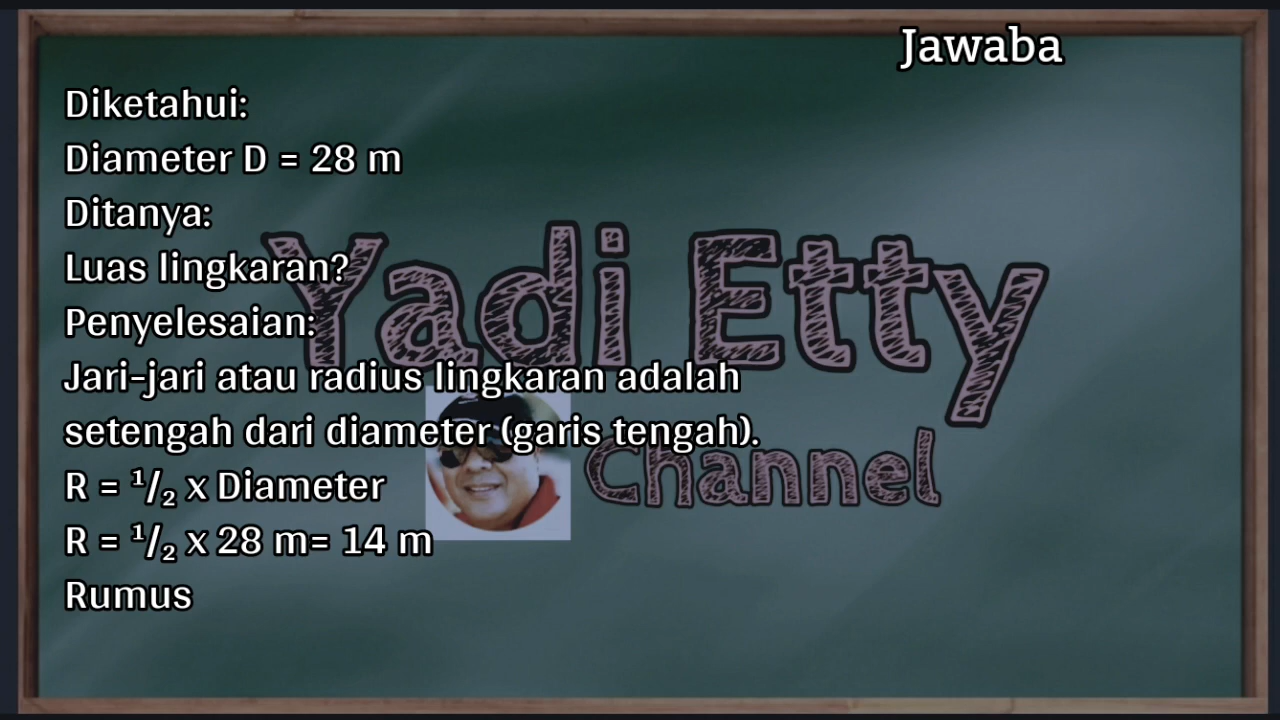 Jawaba
Diketahui:
Diameter D = 28 m
Ditanya:
Luas lingkaran?
Penyelesaian:
Jari-jari atau radius lingkaran adalah
setengah dari diameter (garis tengah).
R = ¹/₂ x Diameter
R = ¹/₂ x 28 m= 14 m
Rumus
Yadi Etty
Channel